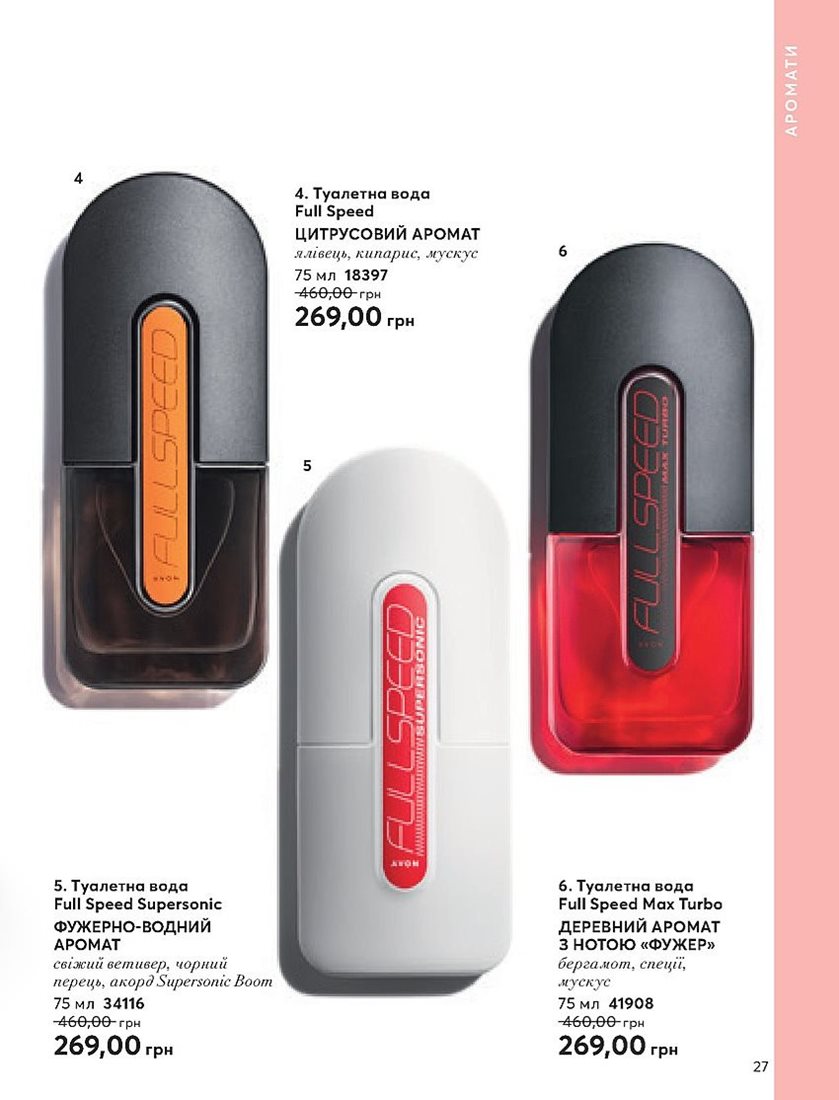 АРОМАТИ
4
4. Туалетна вода
Full Speed
ЦИТРУСОВИЙ АРОМАТ
ялівець, кипарис, мускус
75 мл 18397
460,00 грн
269,00 грн
FULL SPEED
AVON
6
FULL SPEED
MAX TURBO
AVON
5
FULL SPEED
SUPERSONIC
AVON
5. Туалетна вода
Full Speed Supersonic
ФУЖЕРНО-ВОДНИЙ
АРОМАТ
свіжий ветивер, чорний
перець, акорд Supersonic Boom
75 мл 34116
460,00 грн
269,00 грн
6. Туалетна вода
Full Speed Max Turbo
ДЕРЕВНИЙ АРОМАТ
З НОТОЮ «ФУЖЕР»
бергамот, спеції,
мускус
75 мл 41908
460,00 грн
269,00 грн
27